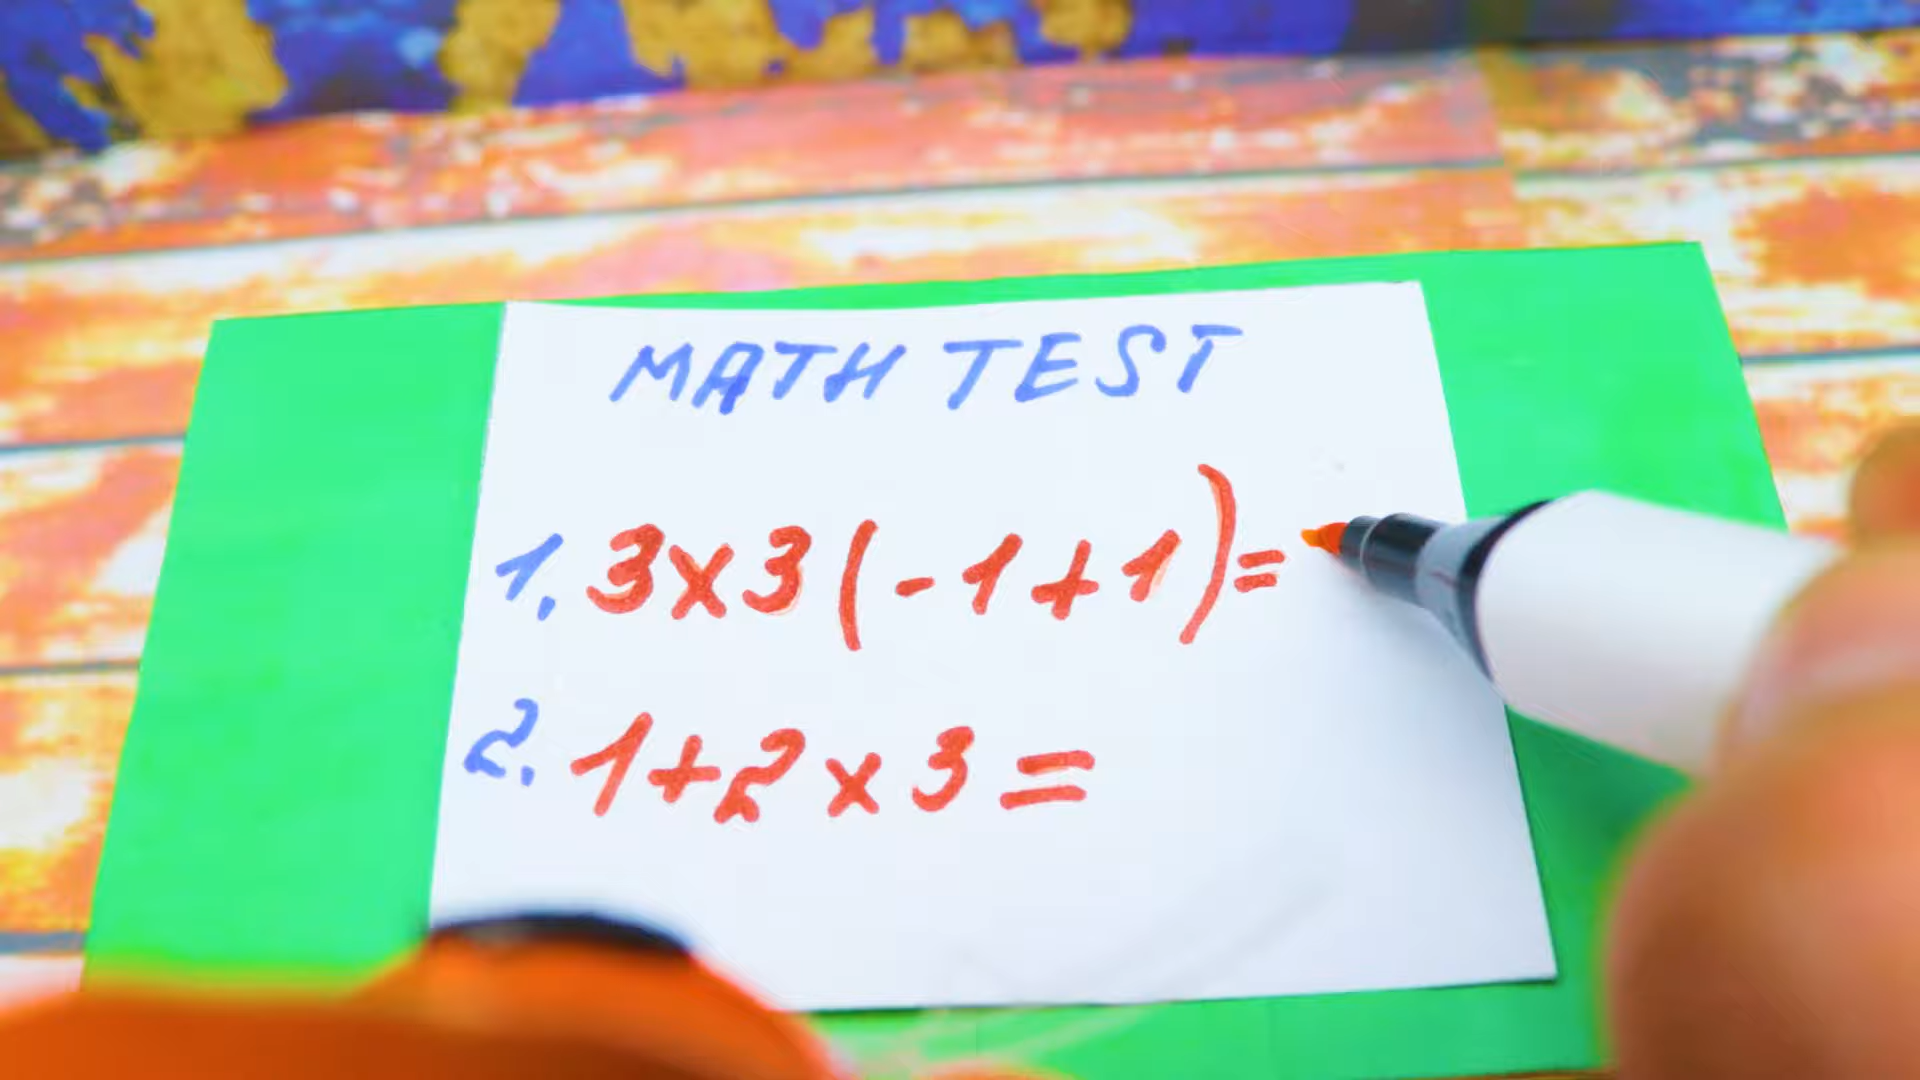 MATH TEST
1. 3x3(-1+1)=
2. 1+2x3=